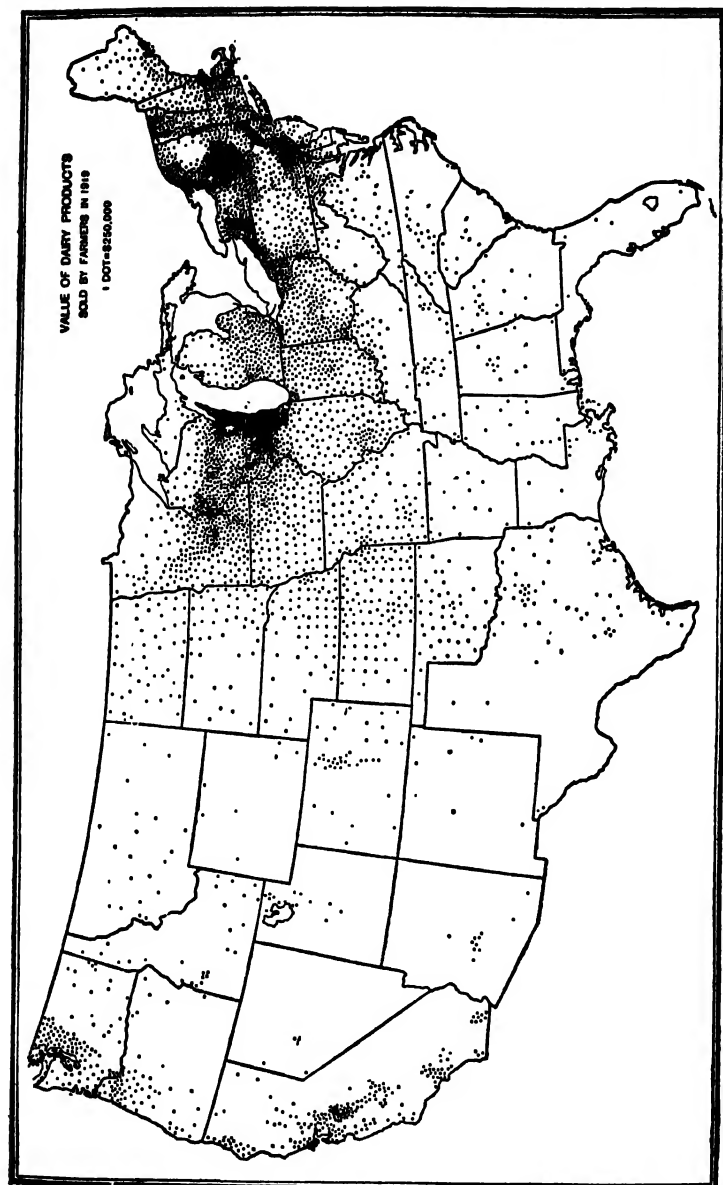 VALUE OF DAIRY PRODUCTS
SOLD BY FARMERS IN 1919
1 DOT=$250,000